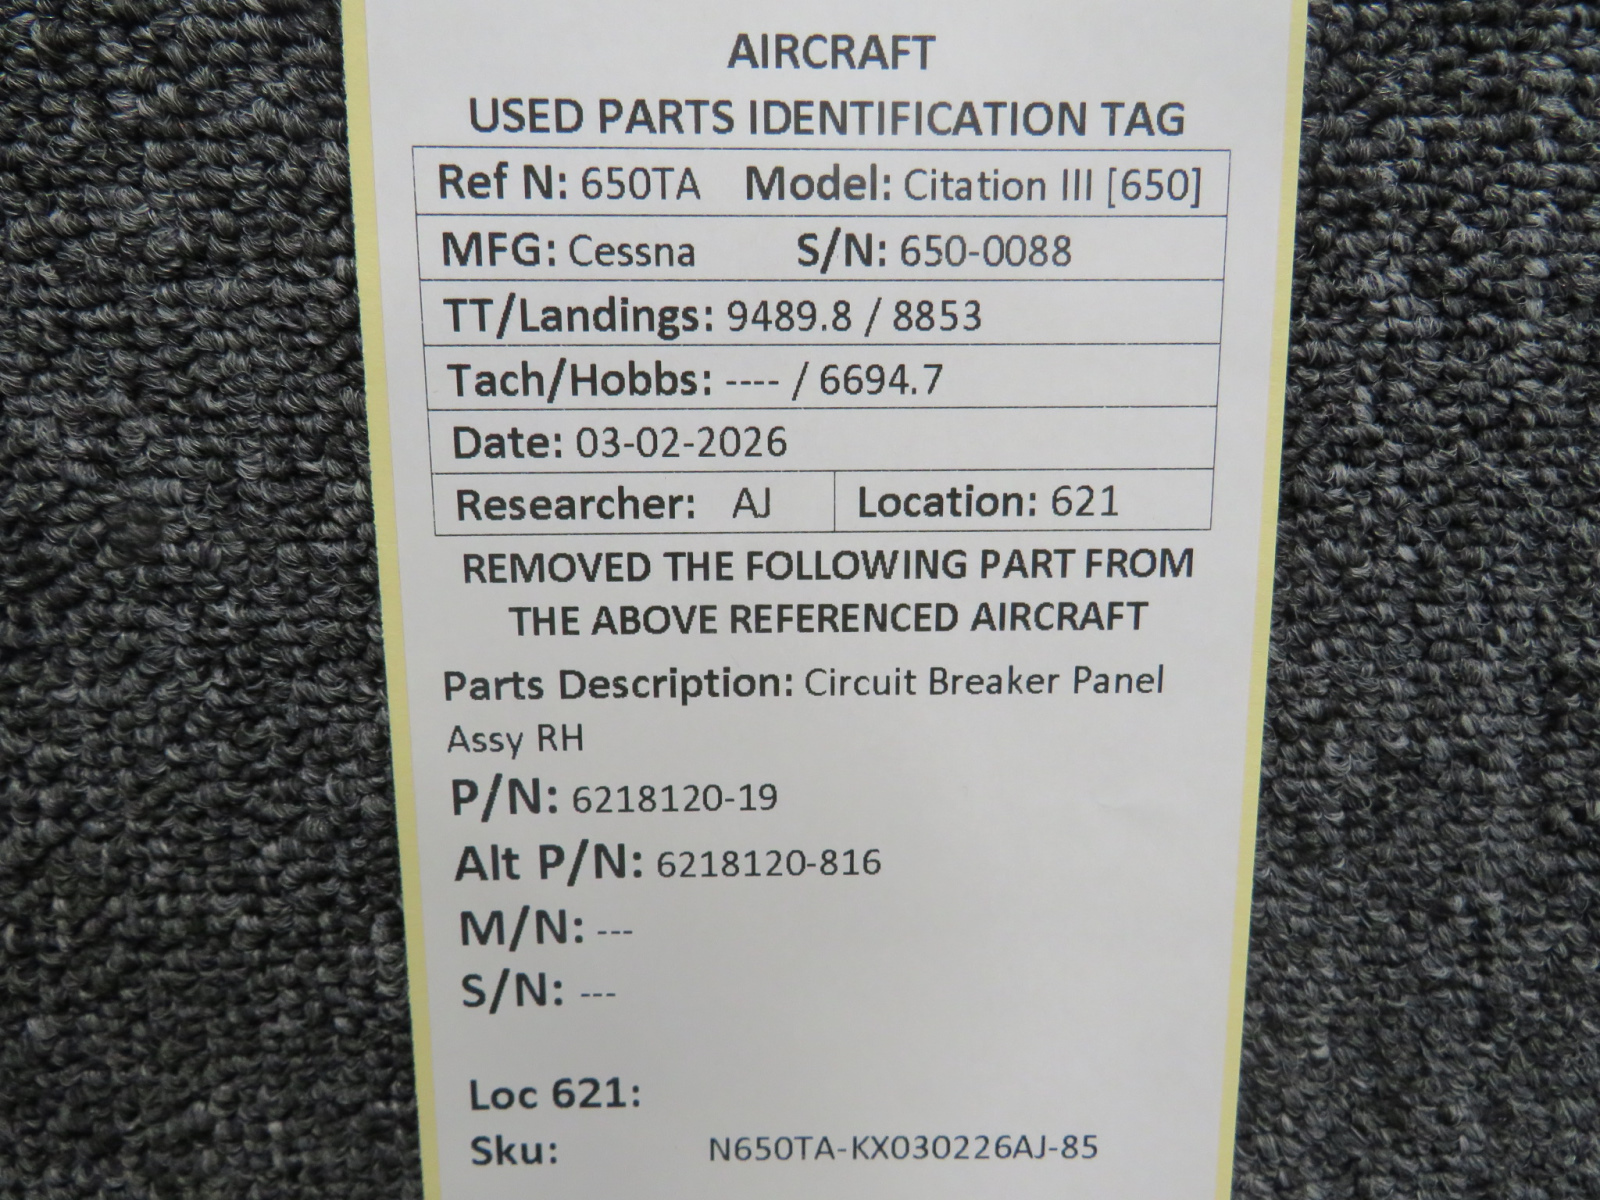 AIRCRAFT
USED PARTS IDENTIFICATION TAG
Ref N: 650TA Model: Citation III [650]
MFG: Cessna S/N: 650-0088
TT/Landings: 9489.8 / 8853
Tach/Hobbs: ---- / 6694.7
Date: 03-02-2026
Researcher: AJ Location: 621
REMOVED THE FOLLOWING PART FROM
THE ABOVE REFERENCED AIRCRAFT
Parts Description: Circuit Breaker Panel
Assy RH
P/N: 6218120-19
Alt P/N: 6218120-816
M/N: ---
S/N: ---
Loc 621:
Sku: N650TA-KX030226AJ-85